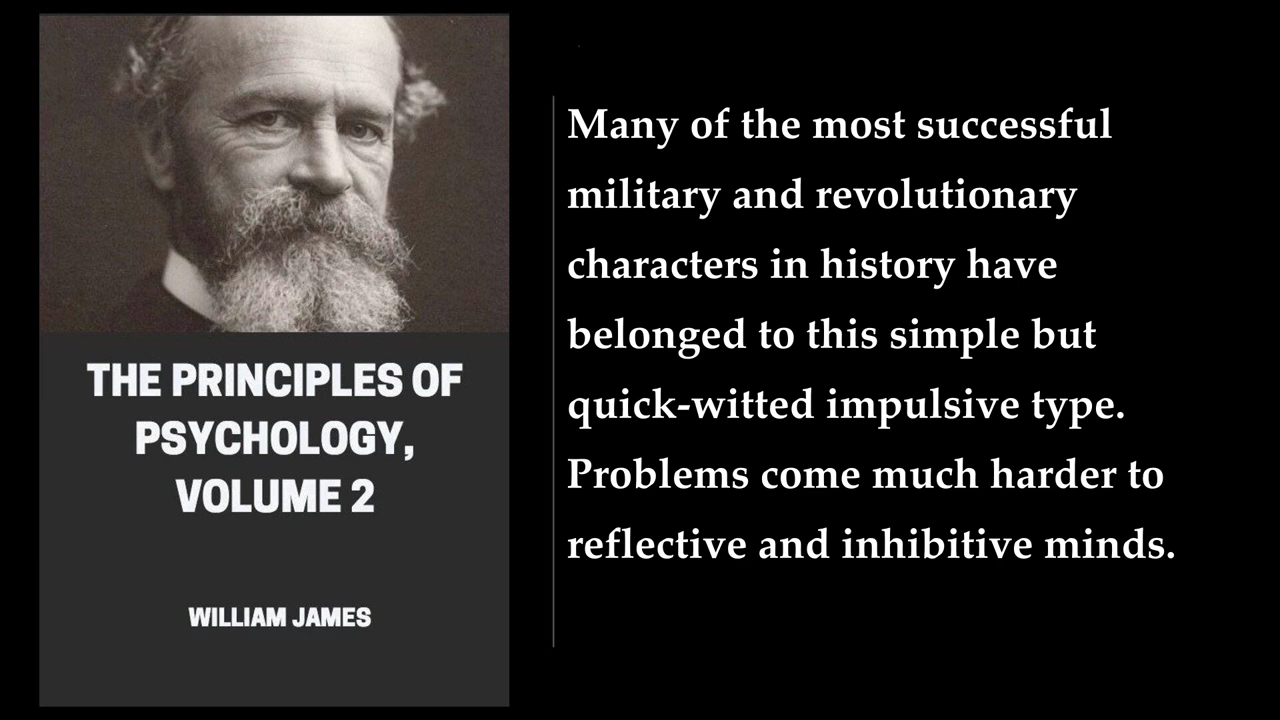 THE PRINCIPLES OF
PSYCHOLOGY,
VOLUME 2
WILLIAM JAMES
Many of the most successful
military and revolutionary
characters in history have
belonged to this simple but
quick-witted impulsive type.
Problems come much harder to
reflective and inhibitive minds.